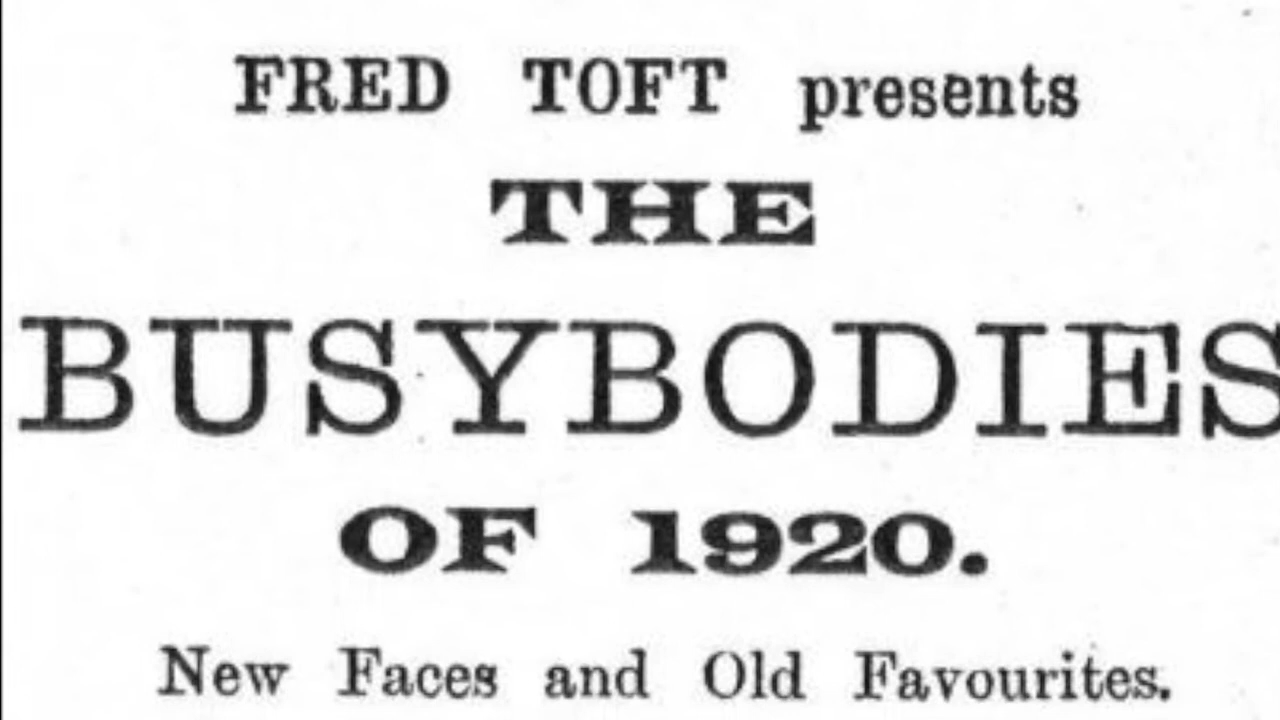 FRED TOFT presents
THE
BUSYBODIES
OF 1920.
New Faces and Old Favourites.